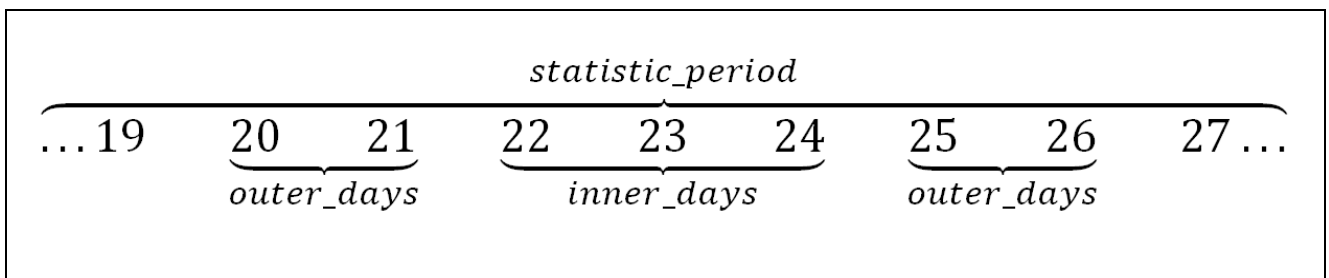 statistic_period
...19 20 21 22 23 24 25 26 27...
outer_days inner_days outer_days